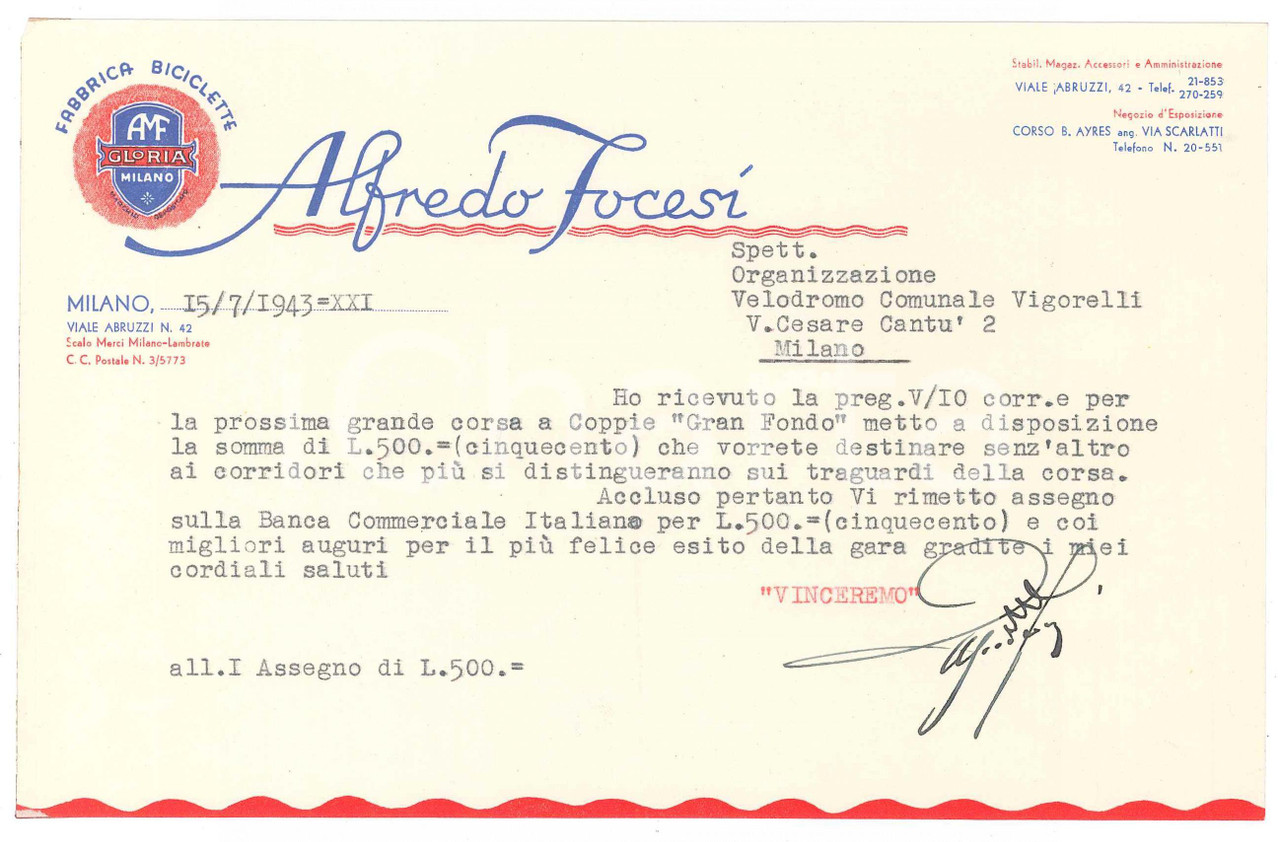 FABBRICA BICICLETTE
AMF
GLORIA
MILANO
Alfredo Focesi
Stabil. Magaz. Accessori e Amministrazione
VIALE ABRUZZI, 42 - Telef. 21-853
270-259
Negozio d'Esposizione
CORSO B. AYRES ang. VIA SCARLATTI
Telefono N. 20-551
MILANO, 15/7/1943=XXI
VIALE ABRUZZI N. 42
Scalo Merci Milano-Lambrate
C. C. Postale N. 3/5773
Spett.
Organizzazione
Velodromo Comunale Vigorelli
V.Cesare Cantu' 2
Milano
Ho ricevuto la preg.V/IO corr.e per
la prossima grande corsa a Coppie "Gran Fondo" metto a disposizione
la somma di L.500.=(cinquecento) che vorrete destinare senz'altro
ai corridori che più si distingueranno sui traguardi della corsa.
Accluso pertanto Vi rimetto assegno
sulla Banca Commerciale Italiana per L.500.=(cinquecento) e coi
migliori auguri per il più felice esito della gara gradite i miei
cordiali saluti
"VINCEREMO"
all.I Assegno di L.500.=